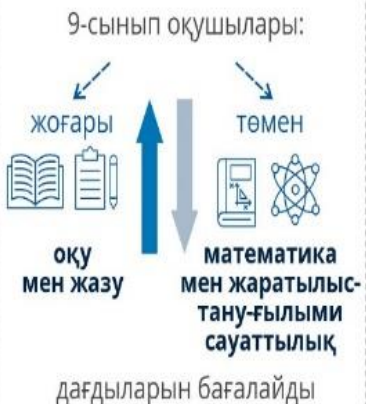 9-сынып оқушылары:
жоғары
төмен
оқу
мен жазу
математика
мен жаратылыс-
тану-ғылыми
сауаттылық
дағдыларын бағалайды